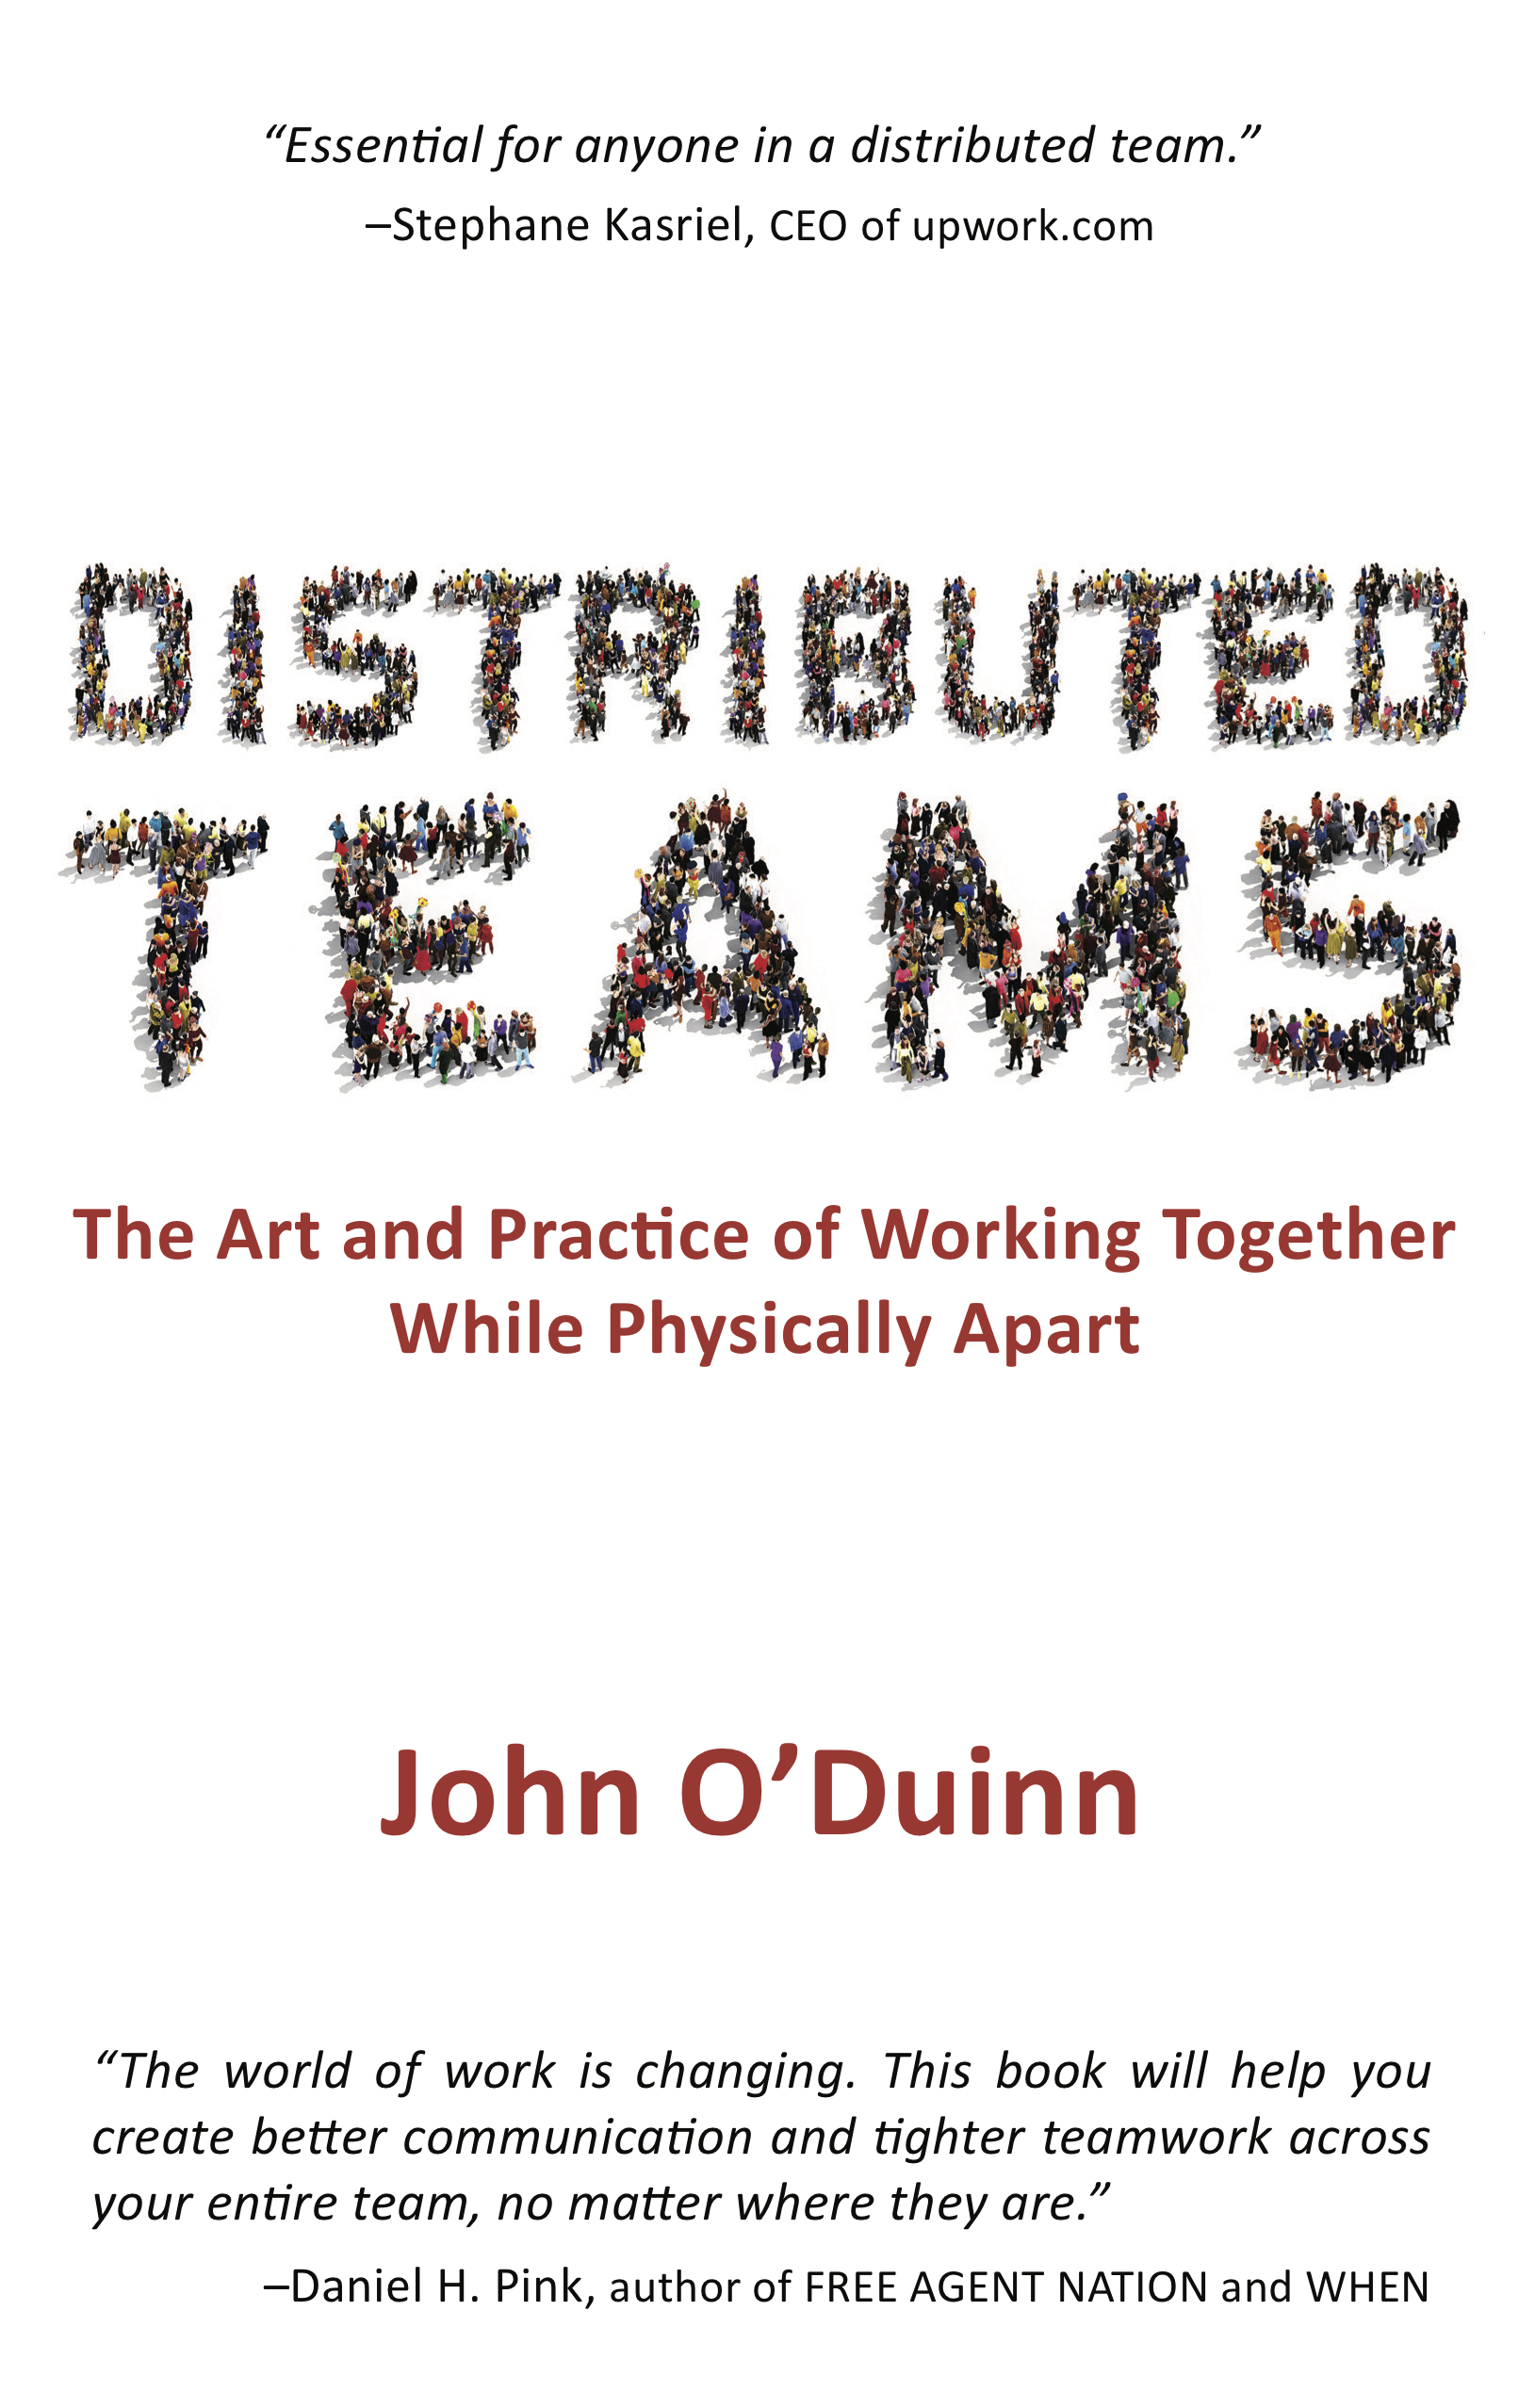 “Essential for anyone in a distributed team.”
–Stephane Kasriel, CEO of upwork.com
DISTRIBUTED
TEAMS
The Art and Practice of Working Together
While Physically Apart
John O’Duinn
“The world of work is changing. This book will help you
create better communication and tighter teamwork across
your entire team, no matter where they are.”
–Daniel H. Pink, author of FREE AGENT NATION and WHEN